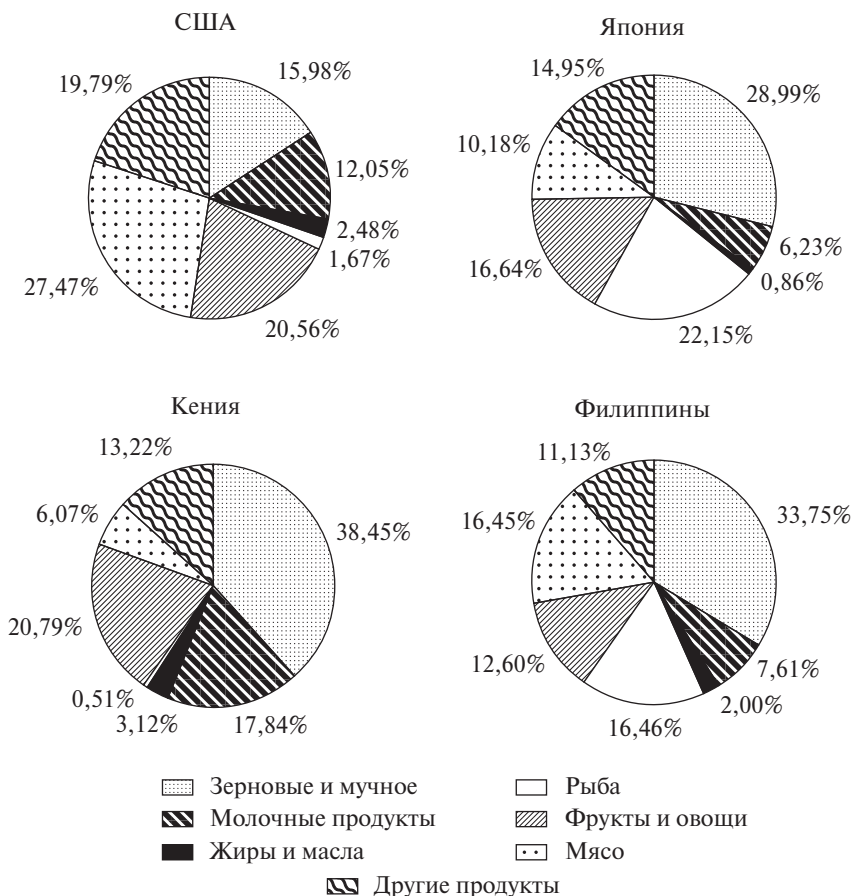 США
15,98%
12,05%
2,48%
1,67%
20,56%
27,47%
19,79%
Япония
28,99%
6,23%
0,86%
22,15%
16,64%
10,18%
14,95%
Кения
38,45%
17,84%
3,12%
0,51%
20,79%
6,07%
13,22%
Филиппины
33,75%
7,61%
2,00%
16,46%
12,60%
16,45%
11,13%
Зерновые и мучное
Молочные продукты
Жиры и масла
Рыба
Фрукты и овощи
Мясо
Другие продукты